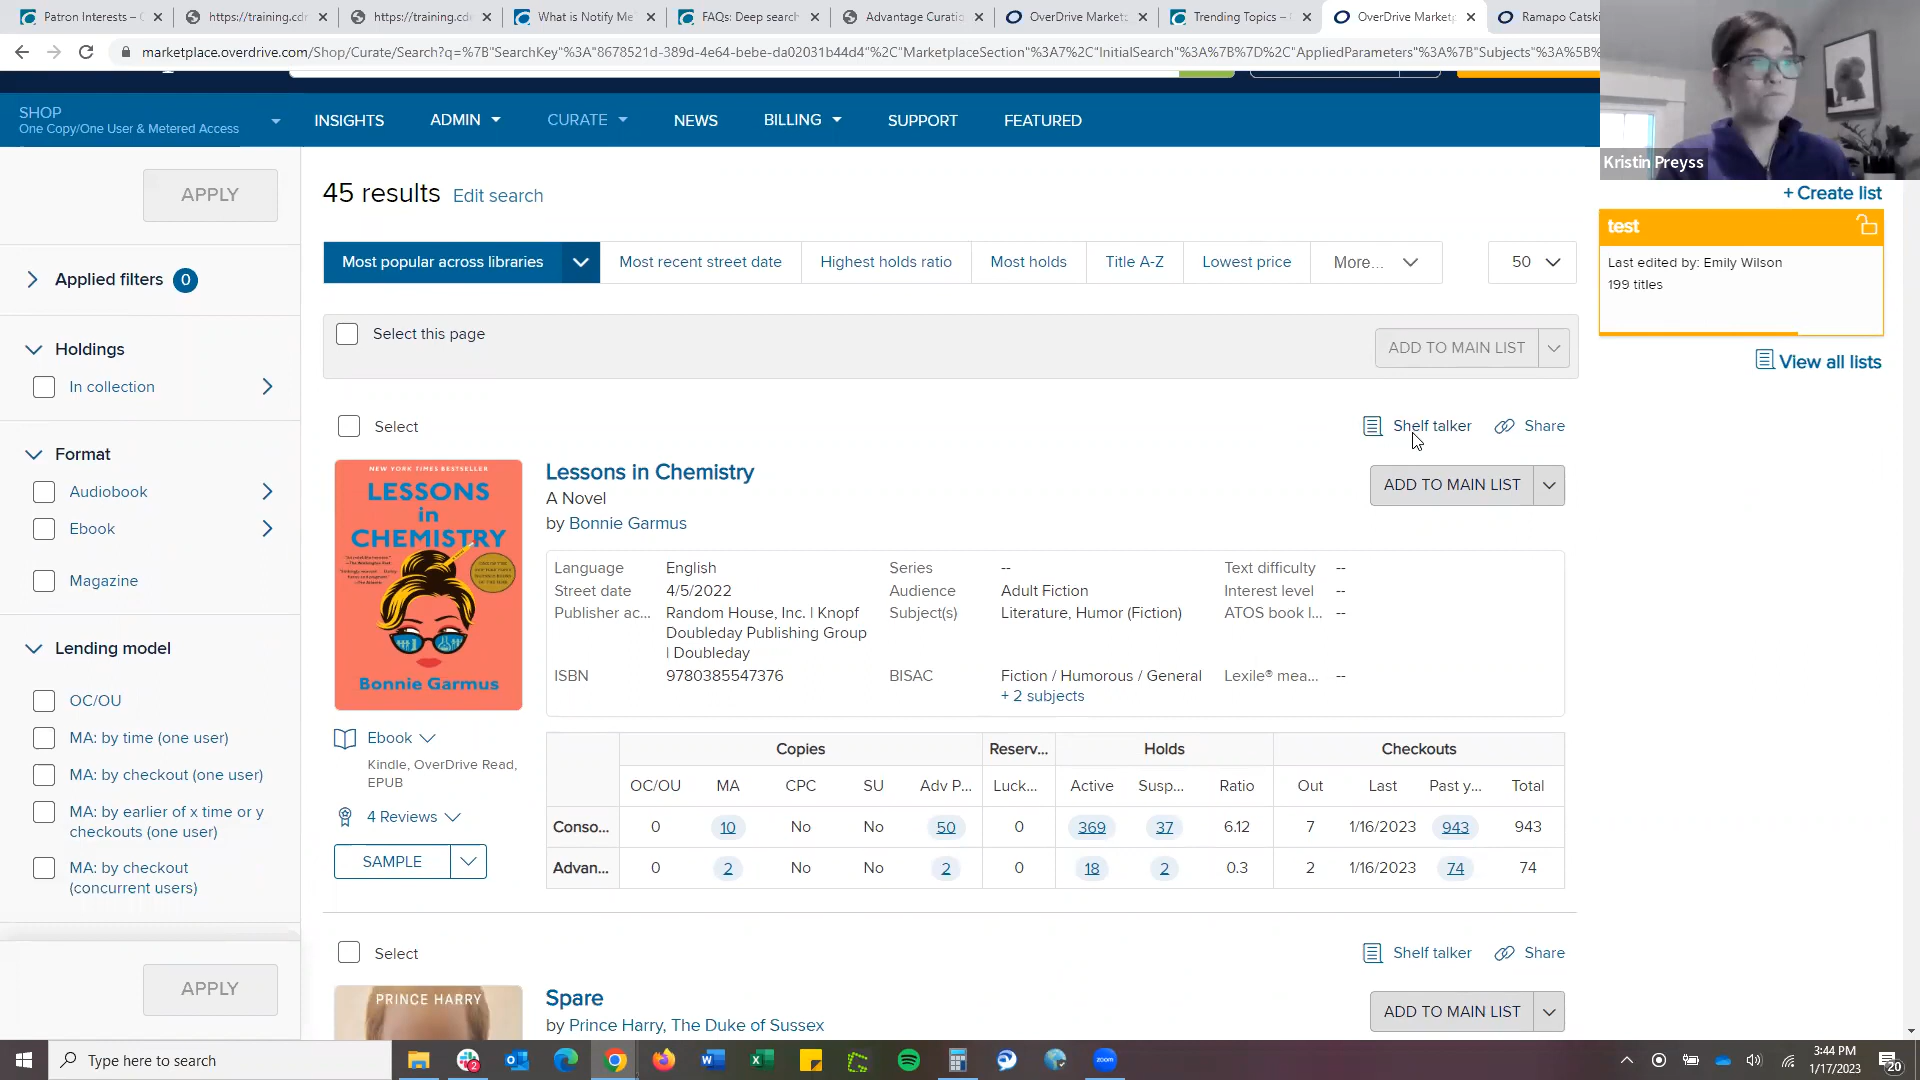 Patron Interests – C
https://training.cdn
https://training.cde
What is Notify Me
FAQs: Deep search
Advantage Curatio
OverDrive Marketp
Trending Topics –
OverDrive Marketp
Ramapo Catski
marketplace.overdrive.com/Shop/Curate/Search?q=%7B"SearchKey"%3A"8678521d-389d-4e64-bebe-da02031b44d4"%2C"MarketplaceSection"%3A7%2C"InitialSearch"%3A%7B%7D%2C"AppliedParameters"%3A%7B"Subjects"%3A%5B%
SHOP
One Copy/One User & Metered Access
INSIGHTS
ADMIN
CURATE
NEWS
BILLING
SUPPORT
FEATURED
Kristin Preyss
APPLY
Applied filters 0
Holdings
In collection
Format
Audiobook
Ebook
Magazine
Lending model
OC/OU
MA: by time (one user)
MA: by checkout (one user)
MA: by earlier of x time or y
checkouts (one user)
MA: by checkout
(concurrent users)
APPLY
45 results Edit search
Most popular across libraries
Most recent street date
Highest holds ratio
Most holds
Title A-Z
Lowest price
More...
50
Select this page
ADD TO MAIN LIST
Select
Shelf talker
Share
NEW YORK TIMES BESTSELLER
LESSONS
in
CHEMISTRY
Bonnie Garmus
Lessons in Chemistry
A Novel
by Bonnie Garmus
ADD TO MAIN LIST
Language English Series -- Text difficulty --
Street date 4/5/2022 Audience Adult Fiction Interest level --
Publisher ac... Random House, Inc. | Knopf Subject(s) Literature, Humor (Fiction) ATOS book l... --
Doubleday Publishing Group
| Doubleday
ISBN 9780385547376 BISAC Fiction / Humorous / General Lexile® mea... --
+ 2 subjects
Ebook
Kindle, OverDrive Read,
EPUB
4 Reviews
SAMPLE
Copies Reserv... Holds Checkouts
OC/OU MA CPC SU Adv P... Luck... Active Susp... Ratio Out Last Past y... Total
Conso... 0 10 No No 50 0 369 37 6.12 7 1/16/2023 943 943
Advan... 0 2 No No 2 0 18 2 0.3 2 1/16/2023 74 74
Select
Shelf talker
Share
PRINCE HARRY
Spare
by Prince Harry, The Duke of Sussex
ADD TO MAIN LIST
+ Create list
test
Last edited by: Emily Wilson
199 titles
View all lists
Type here to search
2
zoom
3:44 PM
1/17/2023
20